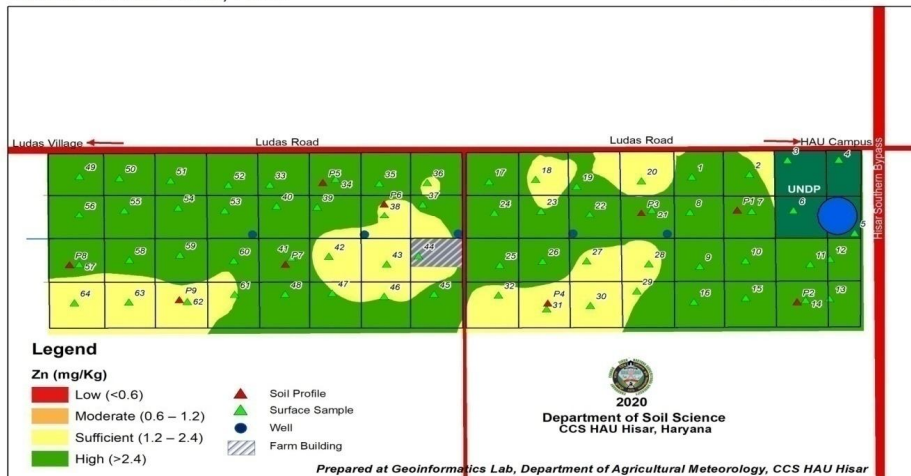 Ludas Village
Ludas Road
Ludas Road
HAU Campus
Hisar Southern Bypass
49 50 51 52 33 P5 34 35 36 17 18 19 20 1 2 3 4
UNDP
56 55 54 53 40 39 P6 38 37 24 23 22 P3 21 8 P1 7 6 5
P8 57 58 59 60 41 P7 42 43 44 25 26 27 28 9 10 11 12
64 63 P9 62 61 48 47 46 45 32 P4 31 30 29 16 15 P2 14 13
Legend
Zn (mg/Kg)
Low (<0.6)
Moderate (0.6 – 1.2)
Sufficient (1.2 – 2.4)
High (>2.4)
Soil Profile
Surface Sample
Well
Farm Building
2020
Department of Soil Science
CCS HAU Hisar, Haryana
Prepared at Geoinformatics Lab, Department of Agricultural Meteorology, CCS HAU Hisar